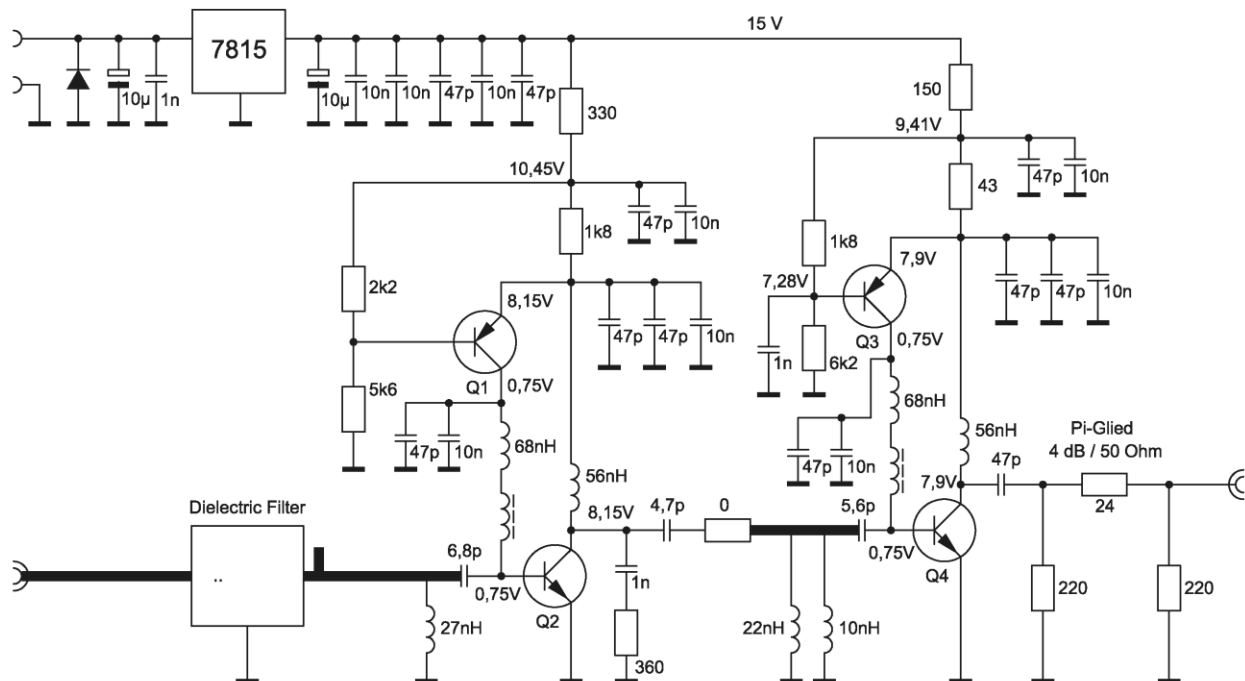 15 V
7815
10µ
1n
10µ
10n
10n
47p
10n
47p
330
150
9,41V
10,45V
47p
10n
43
47p
10n
1k8
1k8
7,9V
2k2
8,15V
7,28V
47p
47p
10n
47p
47p
10n
Q3
0,75V
1n
6k2
5k6
Q1
0,75V
68nH
47p
10n
68nH
Pi-Glied
4 dB / 50 Ohm
56nH
47p
10n
56nH
47p
7,9V
24
Dielectric Filter
8,15V
4,7p
0
5,6p
6,8p
..
0,75V
0,75V
1n
Q4
Q2
220
220
27nH
22nH
10nH
360